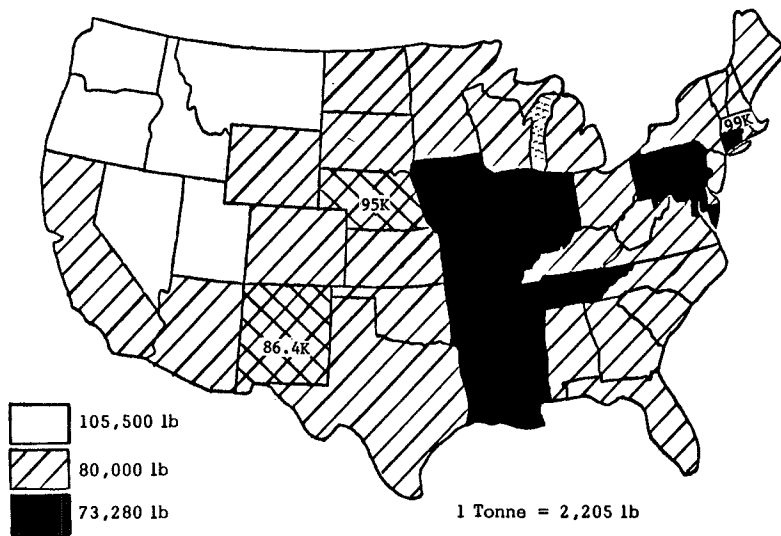 99K
95K
86.4K
105,500 lb
80,000 lb
73,280 lb
1 Tonne = 2,205 lb